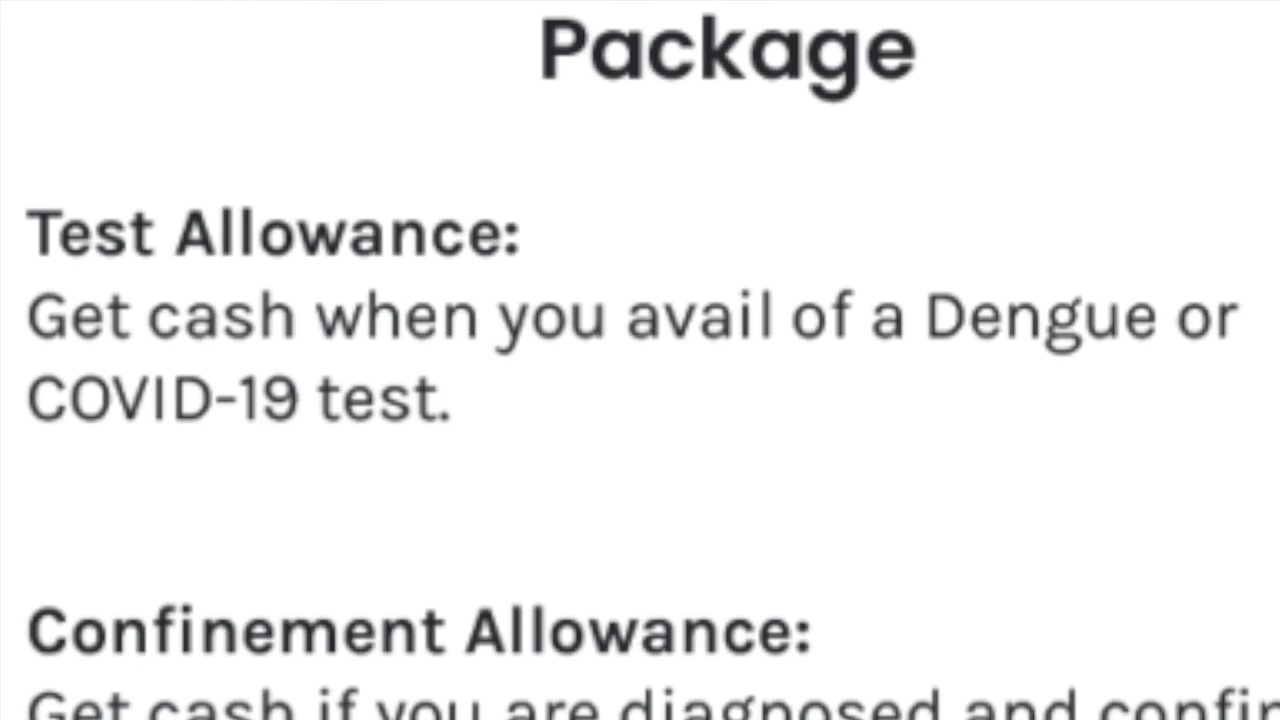 Package
Test Allowance:
Get cash when you avail of a Dengue or
COVID-19 test.
Confinement Allowance:
Get cash if you are diagnosed and